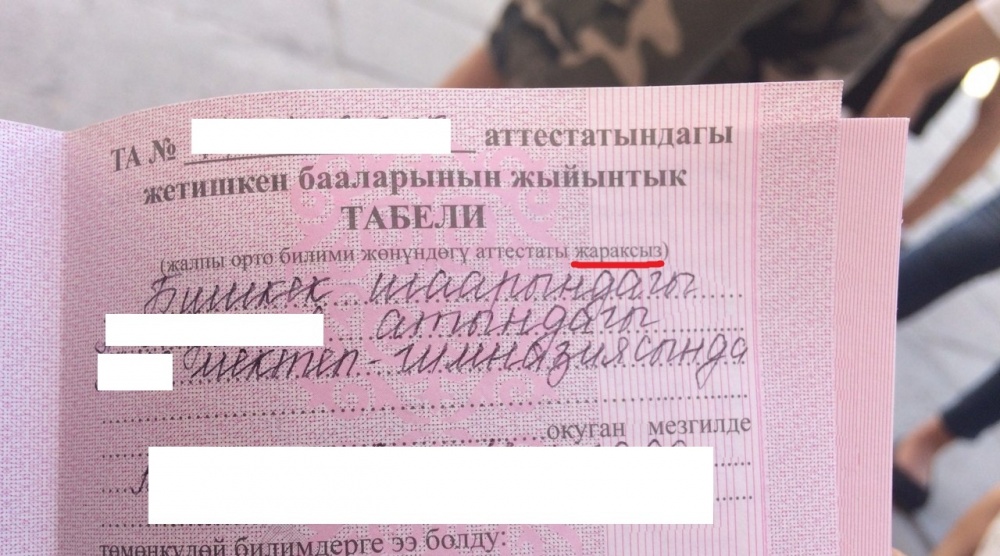 ТА № аттестатындагы
жетишкен бааларынын жыйынтык
ТАБЕЛИ
(жалпы орто билими жөнүндөгү аттестаты жараксыз)
Бишкек шаарындагы
атындагы
мектеп-гимназиясында
окуган мезгилде
төмөнкүдөй билимдерге ээ болду: